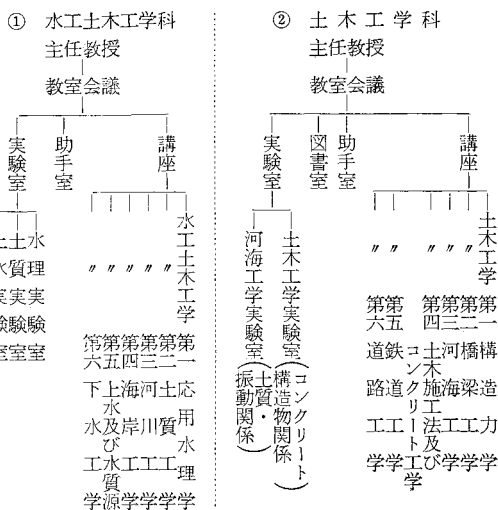 ① 水工土木工学科
主任教授
教室会議
講座
助手室
実験室
水工土木工学 第一 応用水理学
〃 第二 土質工学
〃 第三 河川工学
〃 第四 海岸工学
〃 第五 上水及び水質源
〃 第六 下水工学
水理実験室
土質実験室
② 土木工学科
主任教授
教室会議
講座
助手室
図書室
実験室
土木工学 第一 構造力学
〃 第二 橋梁工学
〃 第三 河海工学
〃 第四 土木施工法及び
コンクリート工学
〃 第五 鉄道工学
〃 第六 道路工学
土木工学実験室(コンクリート)
(構造物関係)
(土質・)
(振動関係)
河海工学実験室